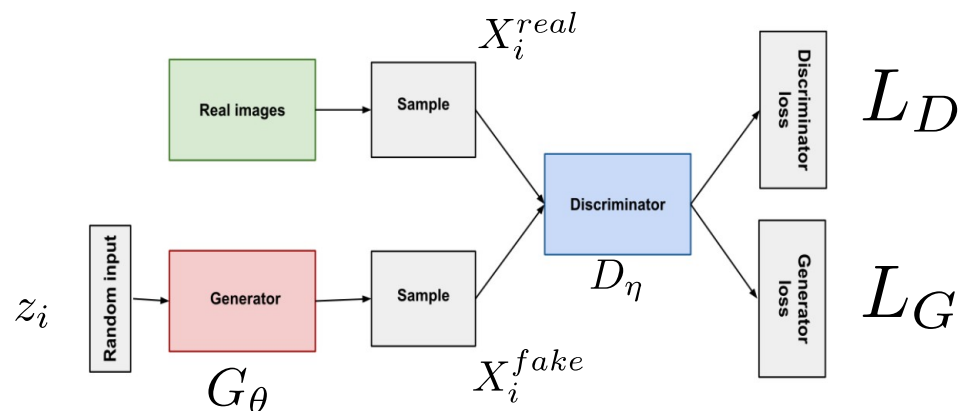 X_i^{real}
Real images
Sample
Discriminator
loss
L_D
Discriminator
D_η
z_i
Random input
Generator
G_θ
Sample
X_i^{fake}
Generator
loss
L_G